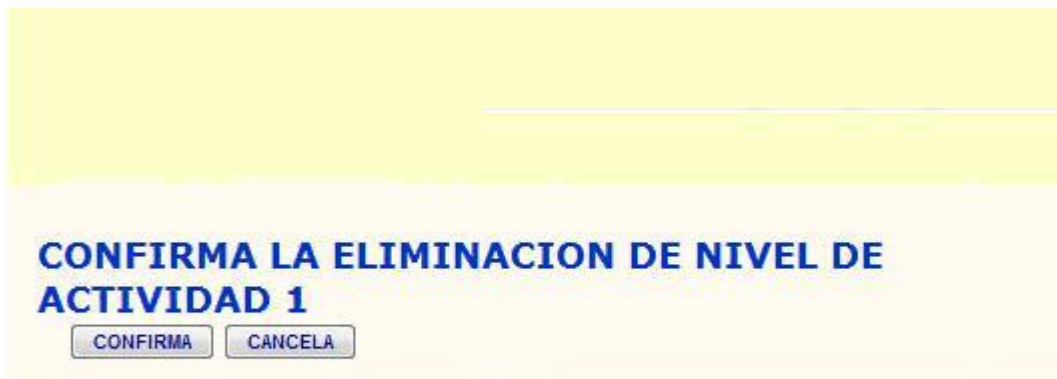 CONFIRMA LA ELIMINACION DE NIVEL DE
ACTIVIDAD 1
CONFIRMA CANCELA